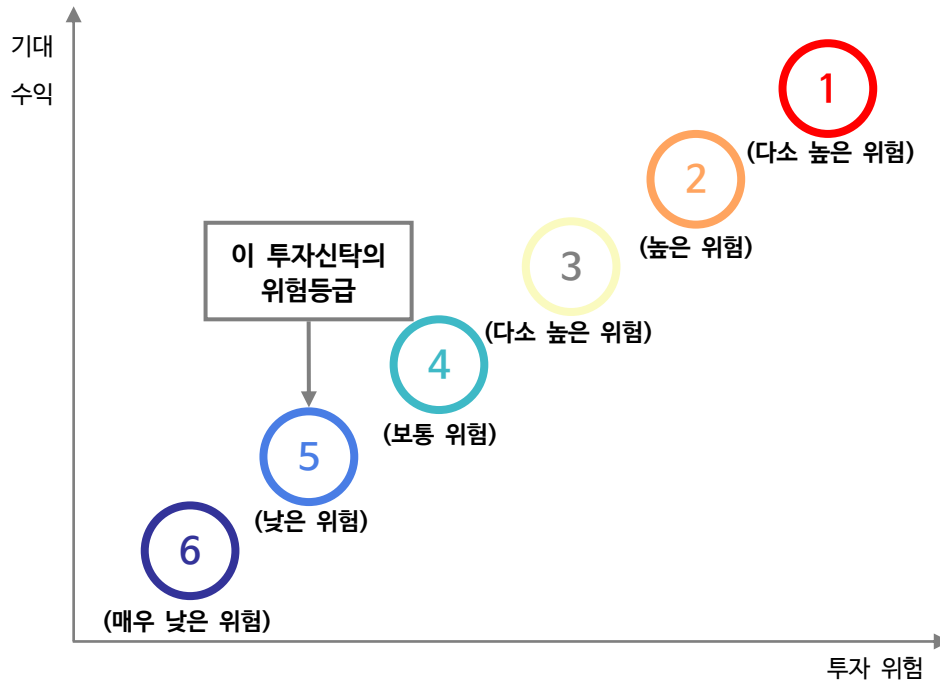 기대
수익
1
(다소 높은 위험)
2
(높은 위험)
이 투자신탁의
위험등급
3
(다소 높은 위험)
4
(보통 위험)
5
(낮은 위험)
6
(매우 낮은 위험)
투자 위험